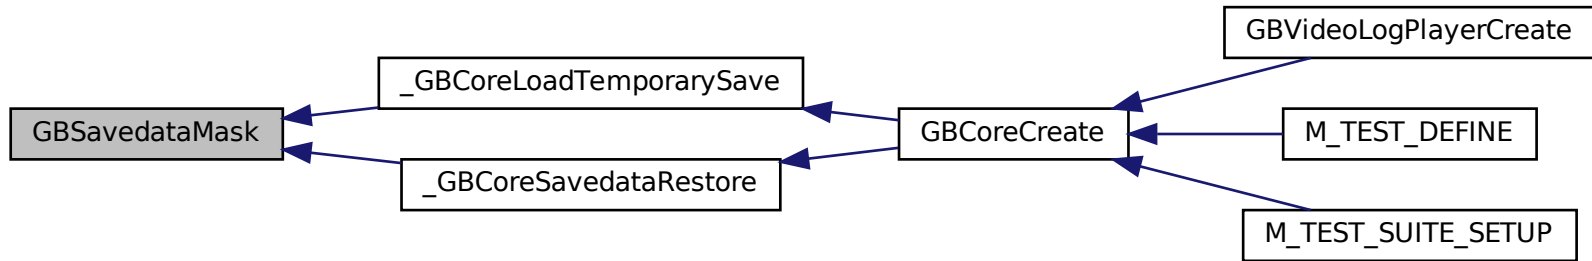 GBSavedataMask
_GBCoreLoadTemporarySave
_GBCoreSavedataRestore
GBCoreCreate
GBVideoLogPlayerCreate
M_TEST_DEFINE
M_TEST_SUITE_SETUP